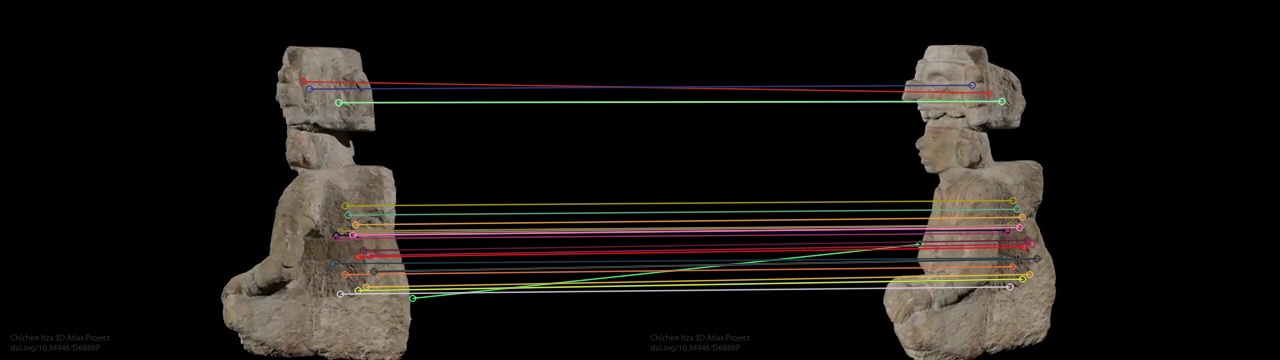 Chichen Itza 3D Atlas Project
doi.org/10.34946/D6B88P
Chichen Itza 3D Atlas Project
doi.org/10.34946/D6B88P